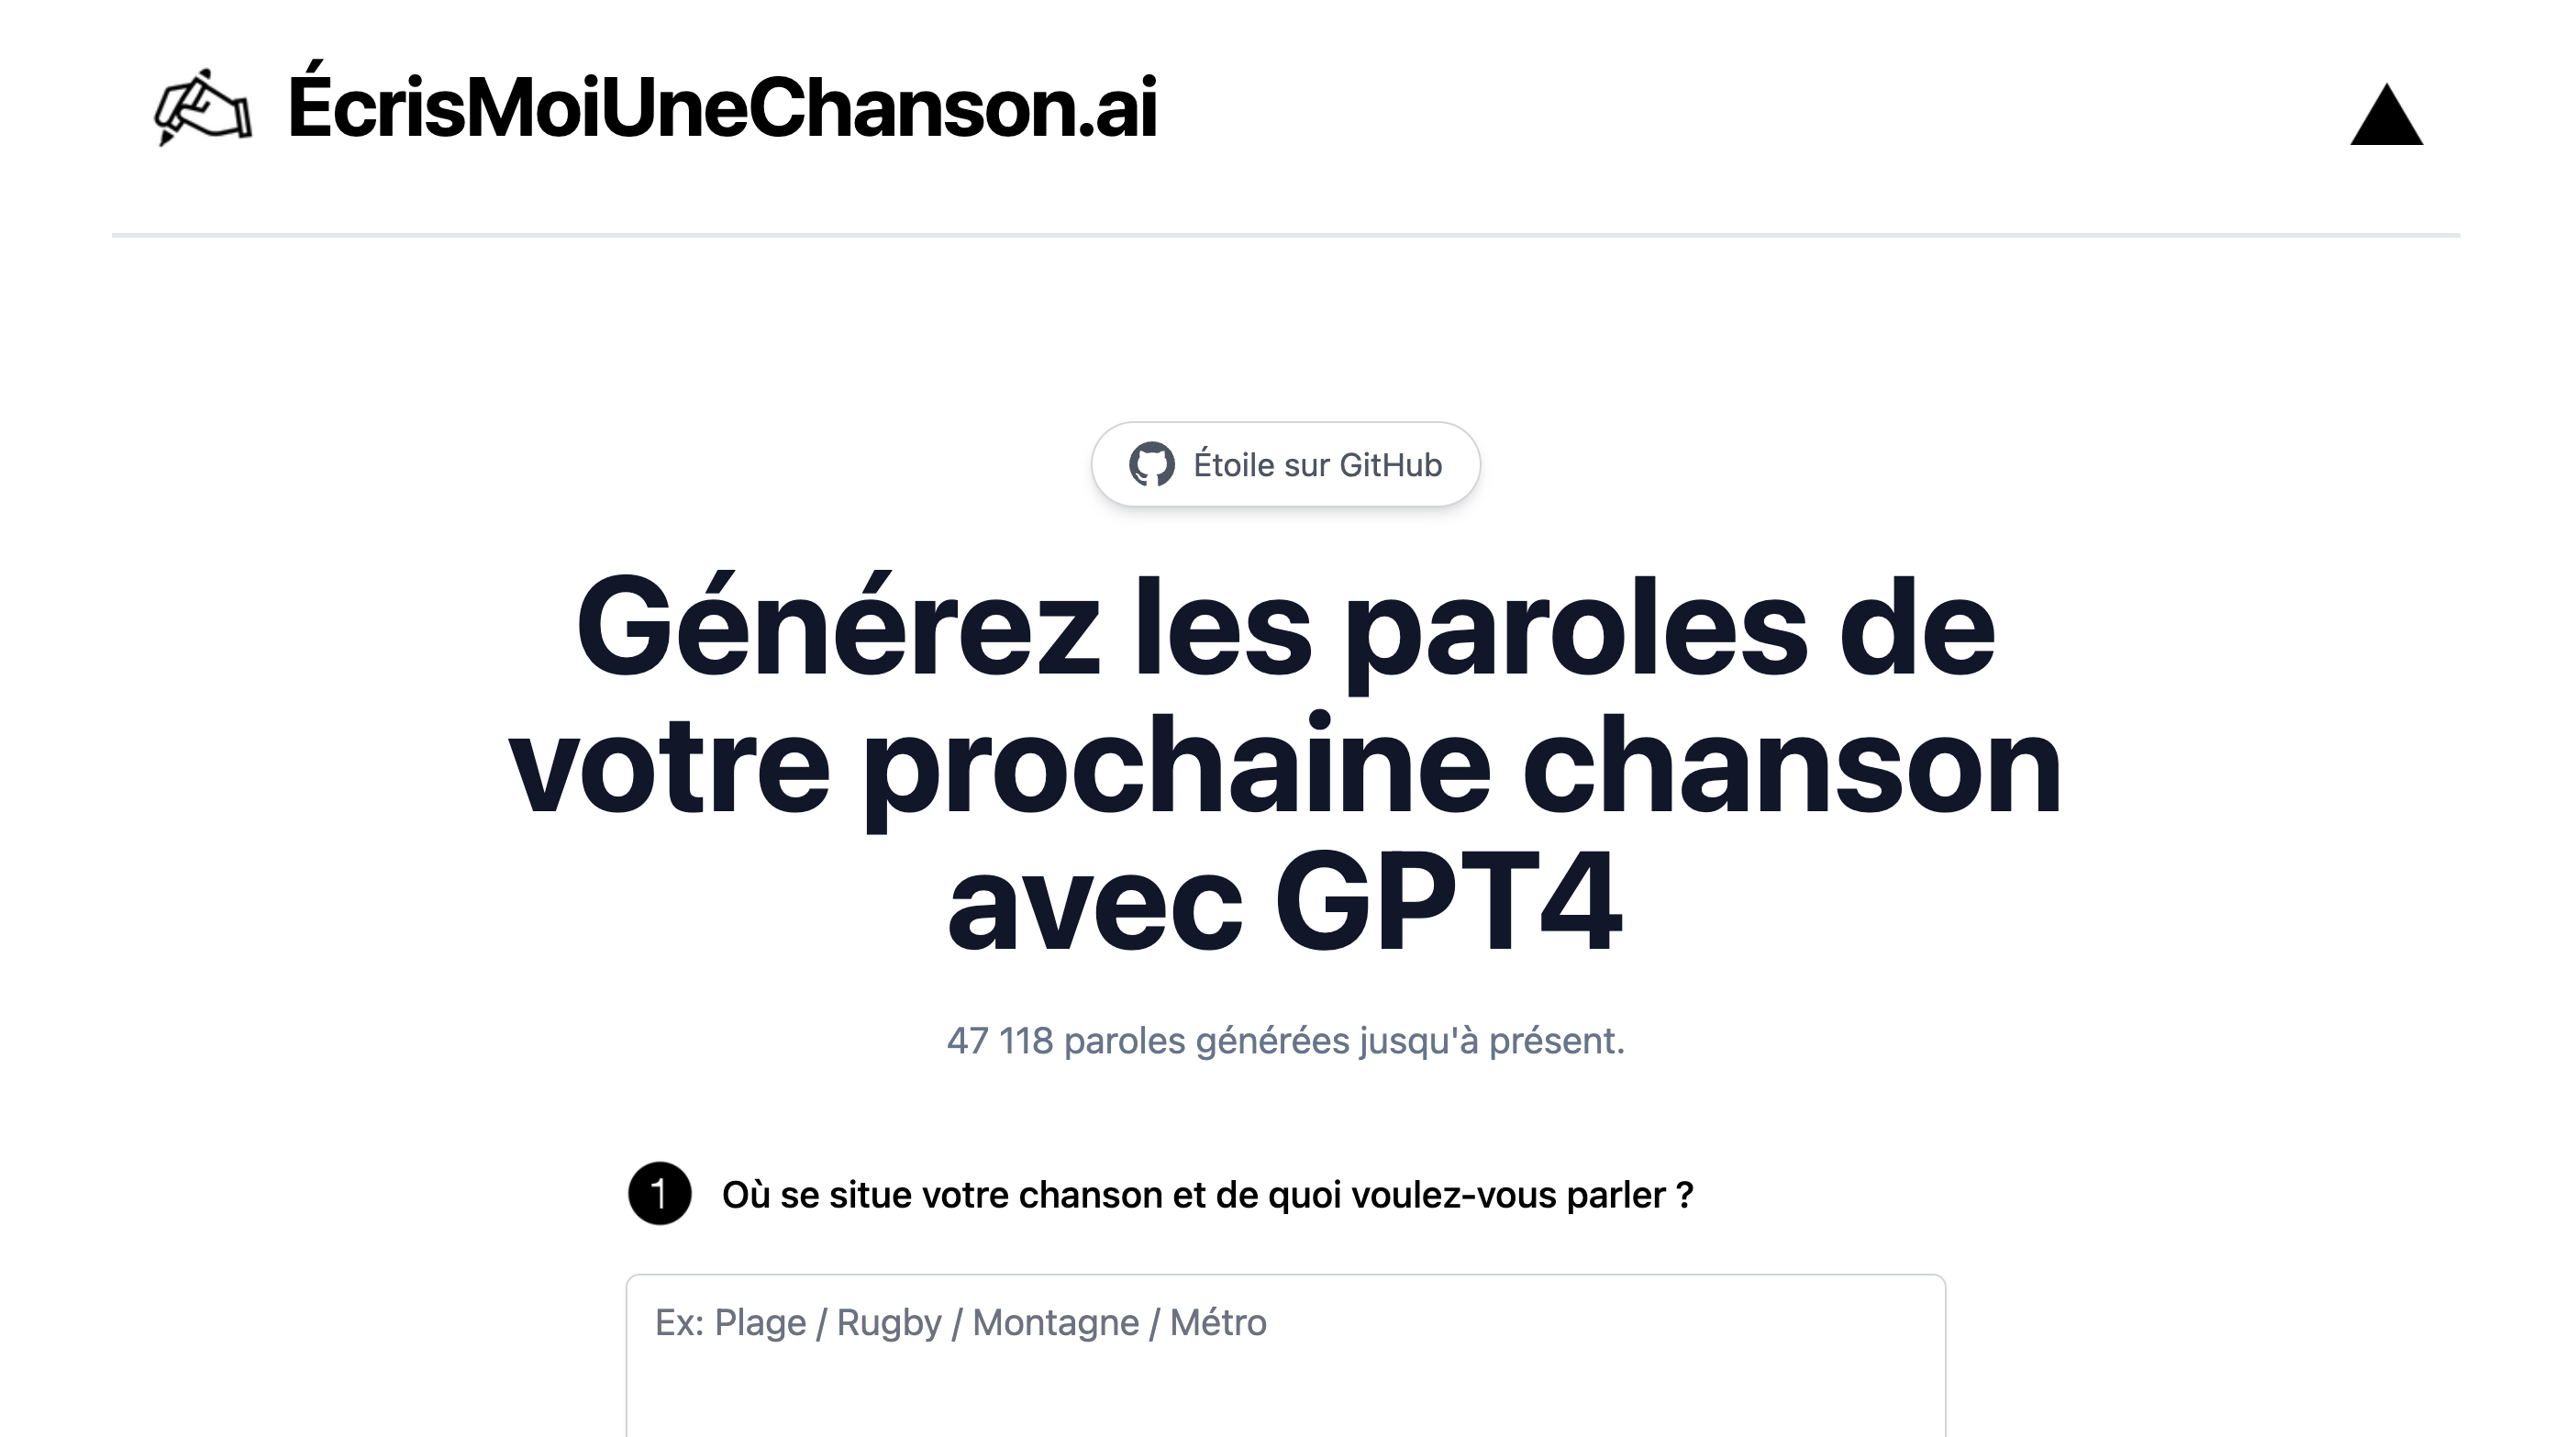 ÉcrisMoiUneChanson.ai
Étoile sur GitHub
Générez les paroles de
votre prochaine chanson
avec GPT4
47 118 paroles générées jusqu'à présent.
1 Où se situe votre chanson et de quoi voulez-vous parler ?
Ex: Plage / Rugby / Montagne / Métro